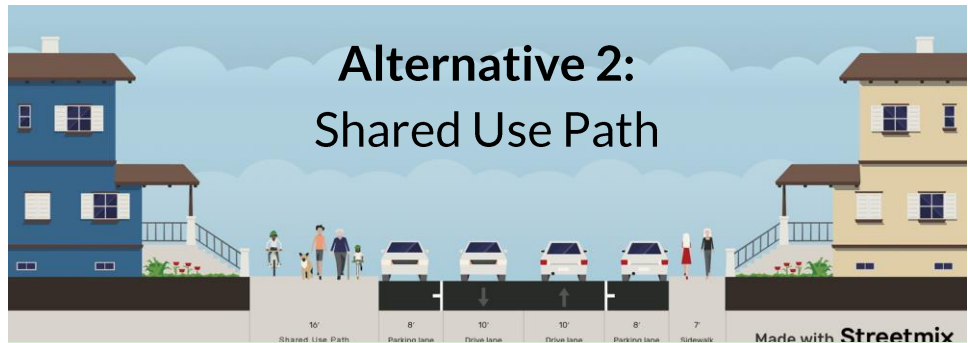 Alternative 2:
Shared Use Path
16' 8' 10' 10' 8' 7'
Shared Use Path Parking lane Drive lane Drive lane Parking lane Sidewalk
Made with Streetmix